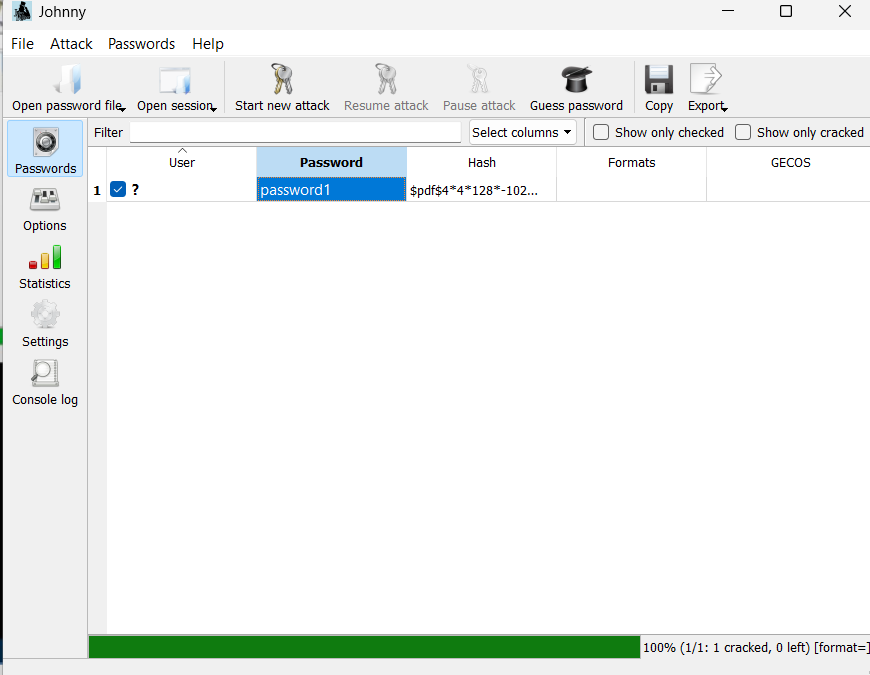 Johnny
File Attack Passwords Help
Open password file Open session Start new attack Resume attack Pause attack Guess password Copy Export
Passwords
Filter Select columns Show only checked Show only cracked
User Password Hash Formats GECOS
1 ? password1 $pdf$4*4*128*-102...
Options
Statistics
Settings
Console log
100% (1/1: 1 cracked, 0 left) [format=]